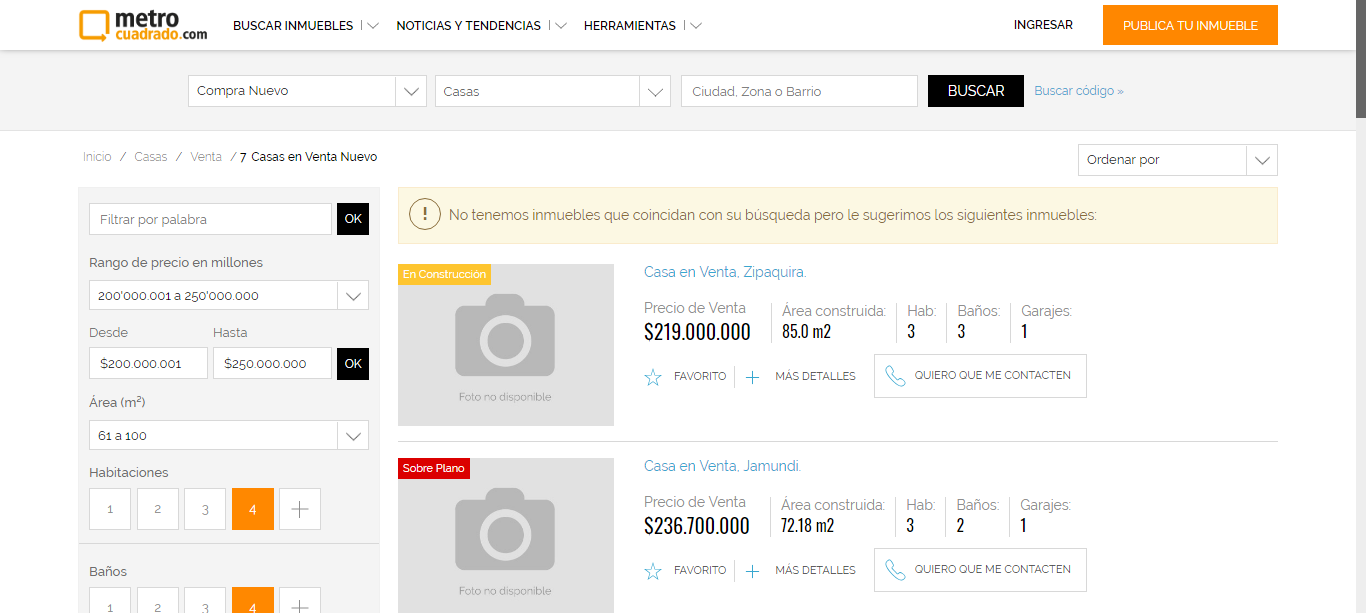 metro
cuadrado.com
BUSCAR INMUEBLES
NOTICIAS Y TENDENCIAS
HERRAMIENTAS
INGRESAR
PUBLICA TU INMUEBLE
Compra Nuevo
Casas
Ciudad, Zona o Barrio
BUSCAR
Buscar código »
Inicio / Casas / Venta / 7 Casas en Venta Nuevo
Ordenar por
Filtrar por palabra
OK
Rango de precio en millones
200'000.001 a 250'000.000
Desde
Hasta
$200.000.001
$250.000.000
OK
Área (m²)
61 a 100
Habitaciones
1 2 3 4 +
Baños
1 2 3 4 +
! No tenemos inmuebles que coincidan con su búsqueda pero le sugerimos los siguientes inmuebles:
En Construcción
Foto no disponible
Casa en Venta, Zipaquira.
Precio de Venta
$219.000.000
Área construida:
85.0 m2
Hab:
3
Baños:
3
Garajes:
1
FAVORITO
+ MÁS DETALLES
QUIERO QUE ME CONTACTEN
Sobre Plano
Foto no disponible
Casa en Venta, Jamundi.
Precio de Venta
$236.700.000
Área construida:
72.18 m2
Hab:
3
Baños:
2
Garajes:
1
FAVORITO
+ MÁS DETALLES
QUIERO QUE ME CONTACTEN